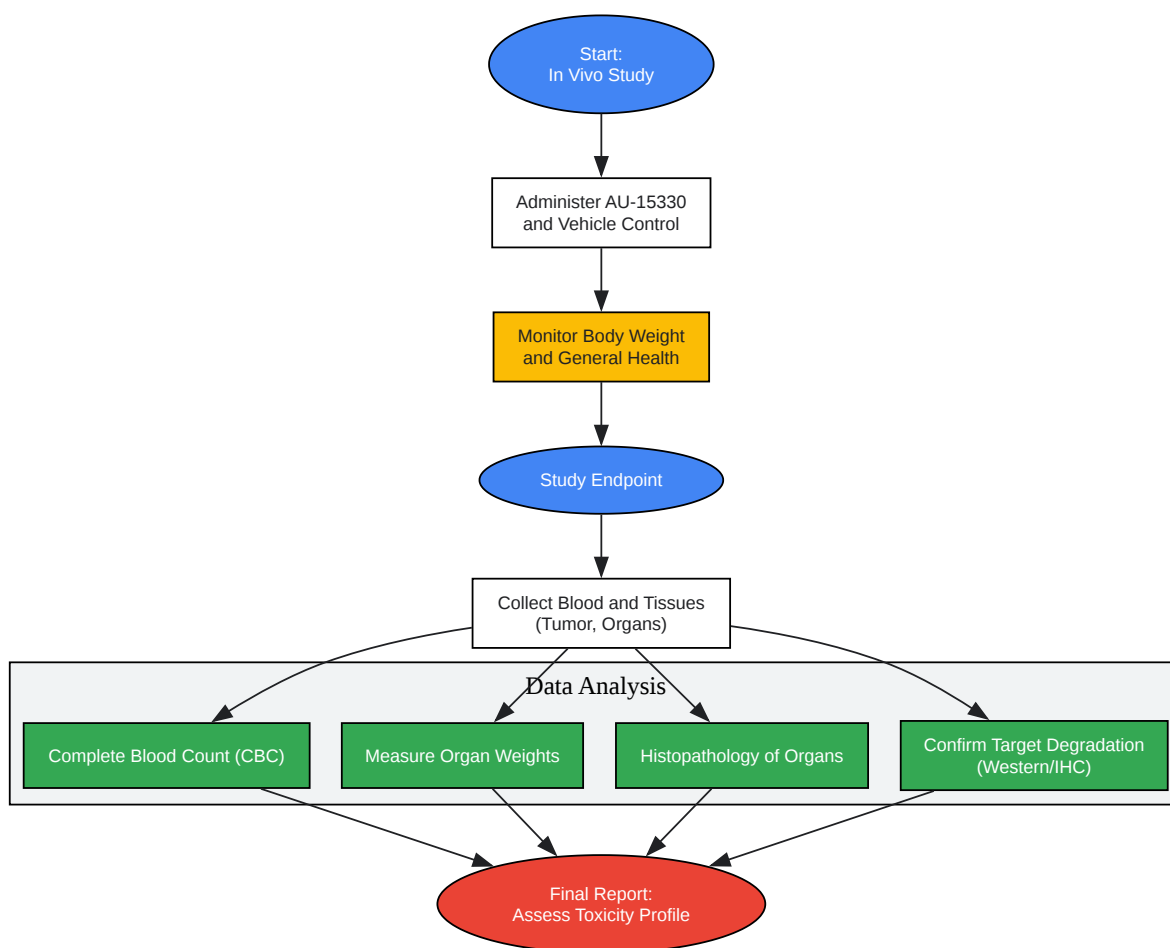 Start:
In Vivo Study
Administer AU-15330
and Vehicle Control
Monitor Body Weight
and General Health
Study Endpoint
Collect Blood and Tissues
(Tumor, Organs)
Data Analysis
Complete Blood Count (CBC)
Measure Organ Weights
Histopathology of Organs
Confirm Target Degradation
(Western/IHC)
Final Report:
Assess Toxicity Profile